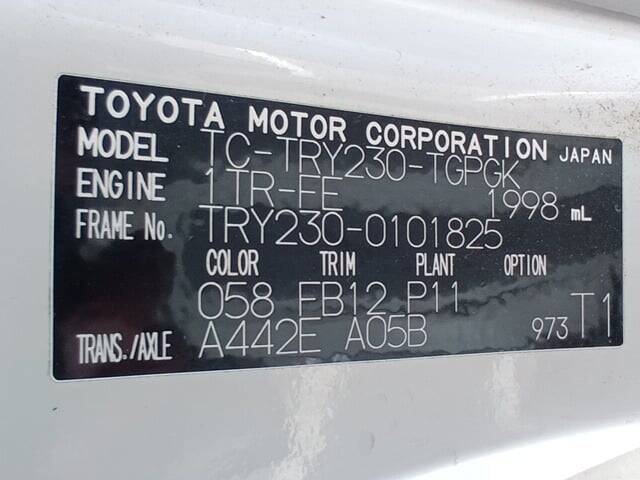 TOYOTA MOTOR CORPORATION JAPAN
MODEL TC-TRY230-TGPGK
ENGINE 1TR-FE 1998 mL
FRAME No. TRY230-0101825
COLOR TRIM PLANT OPTION
058 FB12 P11
TRANS./AXLE A442E A05B 973 T1